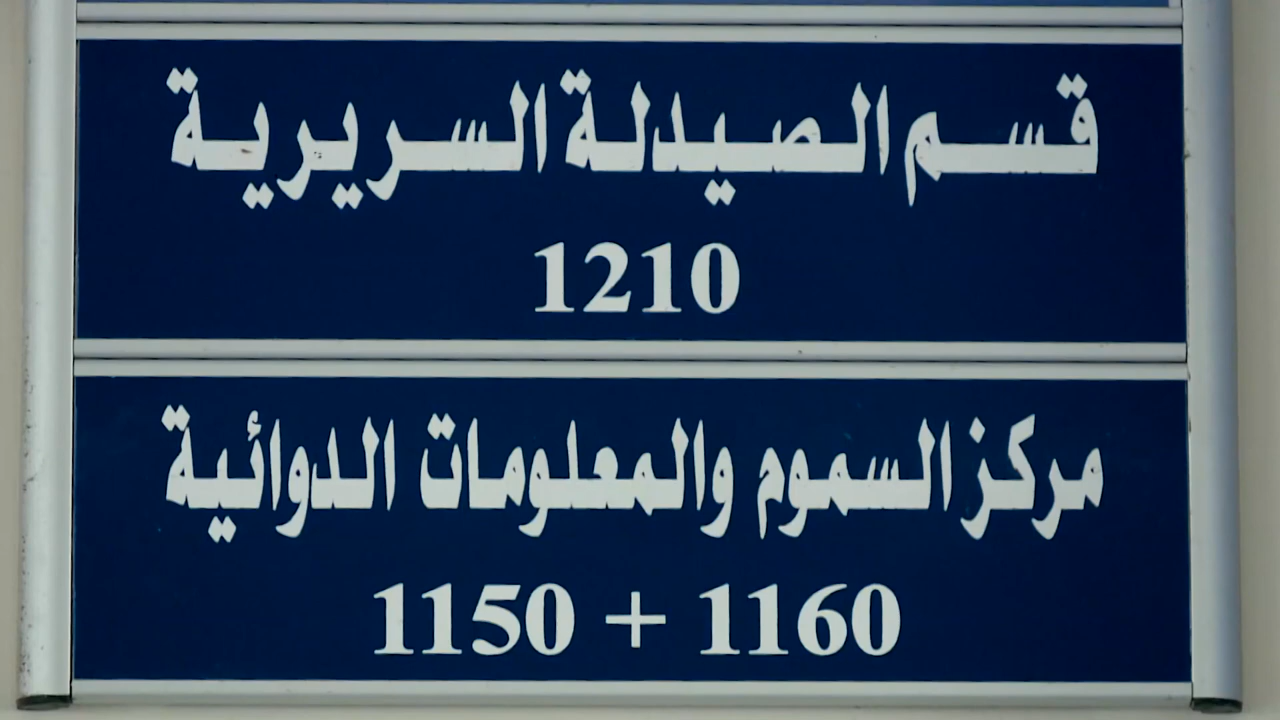 قسم الصيدلة السريرية
1210
مركز السموم والمعلومات الدوائية
1150 + 1160